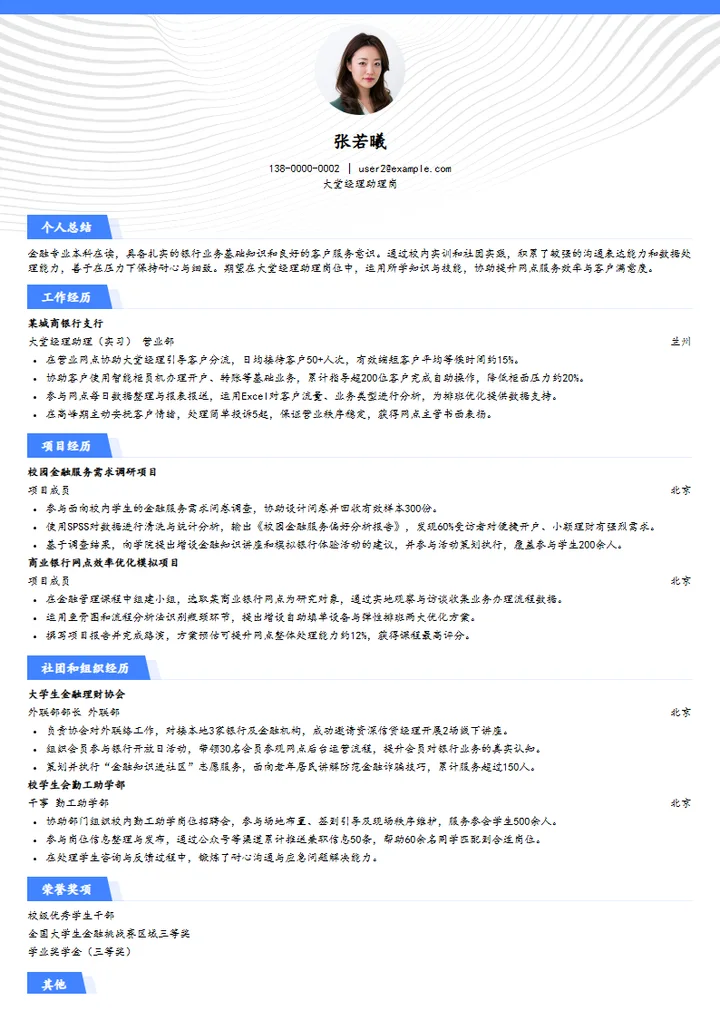 张若曦
138-0000-0002 | user2@example.com
大堂经理助理岗
个人总结
金融专业本科在读，具备扎实的银行业务基础知识和良好的客户服务意识。通过校内实训和社团实践，积累了较强的沟通表达能力和数据处
理能力，善于在压力下保持耐心与细致。期望在大堂经理助理岗位中，运用所学知识与技能，协助提升网点服务效率与客户满意度。
工作经历
某城商银行支行
大堂经理助理（实习） 营业部 兰州
• 在营业网点协助大堂经理引导客户分流，日均接待客户50+人次，有效缩短客户平均等候时间约15%。
• 协助客户使用智能柜员机办理开户、转账等基础业务，累计指导超200位客户完成自助操作，降低柜面压力约20%。
• 参与网点每日数据整理与报表报送，运用Excel对客户流量、业务类型进行分析，为排班优化提供数据支持。
• 在高峰期主动安抚客户情绪，处理简单投诉5起，保证营业秩序稳定，获得网点主管书面表扬。
项目经历
校园金融服务需求调研项目
项目成员 北京
• 参与面向校内学生的金融服务需求问卷调查，协助设计问卷并回收有效样本300份。
• 使用SPSS对数据进行清洗与统计分析，输出《校园金融服务偏好分析报告》，发现60%受访者对便捷开户、小额理财有强烈需求。
• 基于调查结果，向学院提出增设金融知识讲座和模拟银行体验活动的建议，并参与活动策划执行，覆盖参与学生200余人。
商业银行网点效率优化模拟项目
项目成员 北京
• 在金融管理课程中组建小组，选取某商业银行网点为研究对象，通过实地观察与访谈收集业务办理流程数据。
• 运用鱼骨图和流程分析法识别瓶颈环节，提出增设自助填单设备与弹性排班两大优化方案。
• 撰写项目报告并完成路演，方案预估可提升网点整体处理能力约12%，获得课程最高评分。
社团和组织经历
大学生金融理财协会
外联部部长 外联部 北京
• 负责协会对外联络工作，对接本地3家银行及金融机构，成功邀请资深信贷经理开展2场线下讲座。
• 组织会员参与银行开放日活动，带领30名会员参观网点后台运营流程，提升会员对银行业务的真实认知。
• 策划并执行“金融知识进社区”志愿服务，面向老年居民讲解防范金融诈骗技巧，累计服务超过150人。
校学生会勤工助学部
干事 勤工助学部 北京
• 协助部门组织校内勤工助学岗位招聘会，参与场地布置、签到引导及现场秩序维护，服务参会学生500余人。
• 参与岗位信息整理与发布，通过公众号等渠道累计推送兼职信息50条，帮助60余名同学匹配到合适岗位。
• 在处理学生咨询与反馈过程中，锻炼了耐心沟通与应急问题解决能力。
荣誉奖项
校级优秀学生干部
全国大学生金融挑战赛区域三等奖
学业奖学金（三等奖）
其他